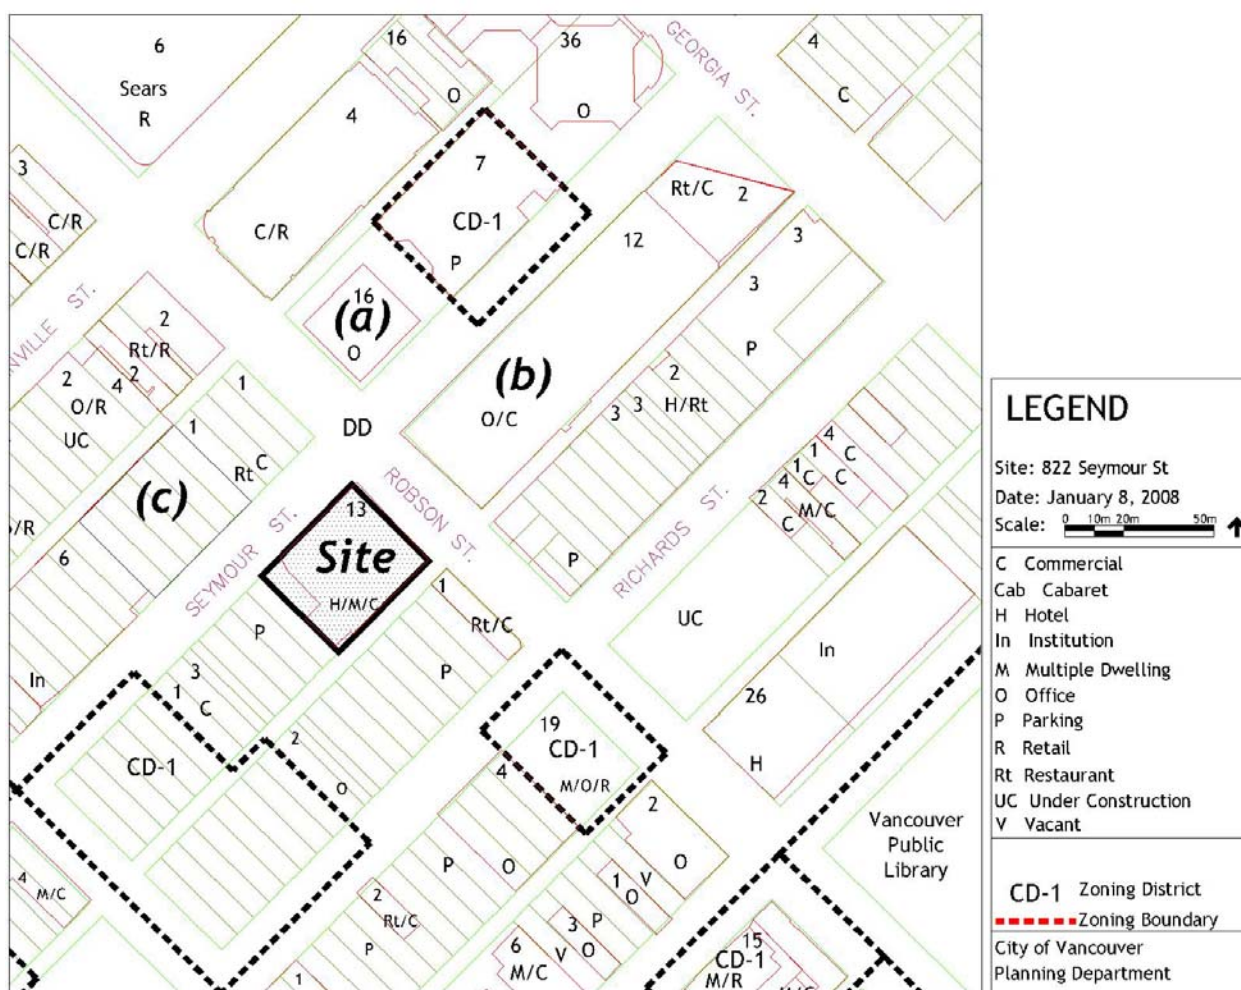 6
Sears
R
16
O
36
O
GEORGIA ST.
4
C
4
C/R
3
C/R
C/R
7
CD-1
P
Rt/C
2
12
3
3
P
NVILLE ST.
2
Rt/R
2
4
2
O/R
UC
1
1
Rt
C
16
(a)
O
(b)
O/C
2
H/Rt
3
3
DD
(c)
/R
6
In
SEYMOUR ST.
ROBSON ST.
13
Site
H/M/C
P
3
1
C
1
Rt/C
P
P
RICHARDS ST.
4
C
1
C
C
1
4
M/C
2
C
UC
In
26
H
CD-1
2
O
19
CD-1
M/O/R
4
P
O
2
O
1
V
O
3
P
O
V
6
M/C
2
Rt/C
P
1
4
M/C
Vancouver
Public
Library
15
CD-1
M/R
LEGEND
Site: 822 Seymour St
Date: January 8, 2008
Scale: 0 10m 20m 50m
C Commercial
Cab Cabaret
H Hotel
In Institution
M Multiple Dwelling
O Office
P Parking
R Retail
Rt Restaurant
UC Under Construction
V Vacant
CD-1 Zoning District
Zoning Boundary
City of Vancouver
Planning Department